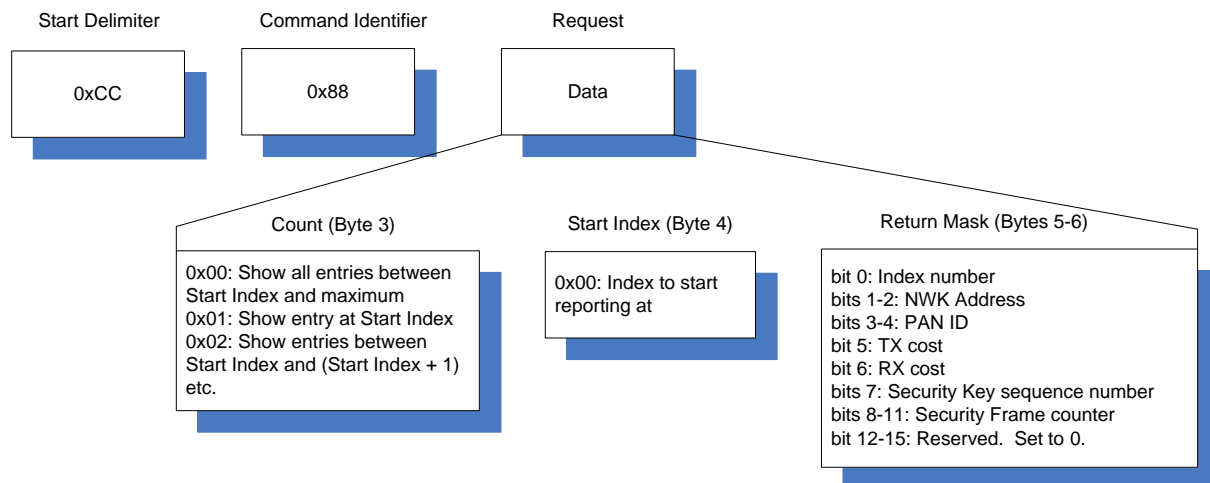 Start Delimiter
Command Identifier
Request
0xCC
0x88
Data
Count (Byte 3)
Start Index (Byte 4)
Return Mask (Bytes 5-6)
0x00: Show all entries between
Start Index and maximum
0x01: Show entry at Start Index
0x02: Show entries between
Start Index and (Start Index + 1)
etc.
0x00: Index to start
reporting at
bit 0: Index number
bits 1-2: NWK Address
bits 3-4: PAN ID
bit 5: TX cost
bit 6: RX cost
bits 7: Security Key sequence number
bits 8-11: Security Frame counter
bit 12-15: Reserved.  Set to 0.